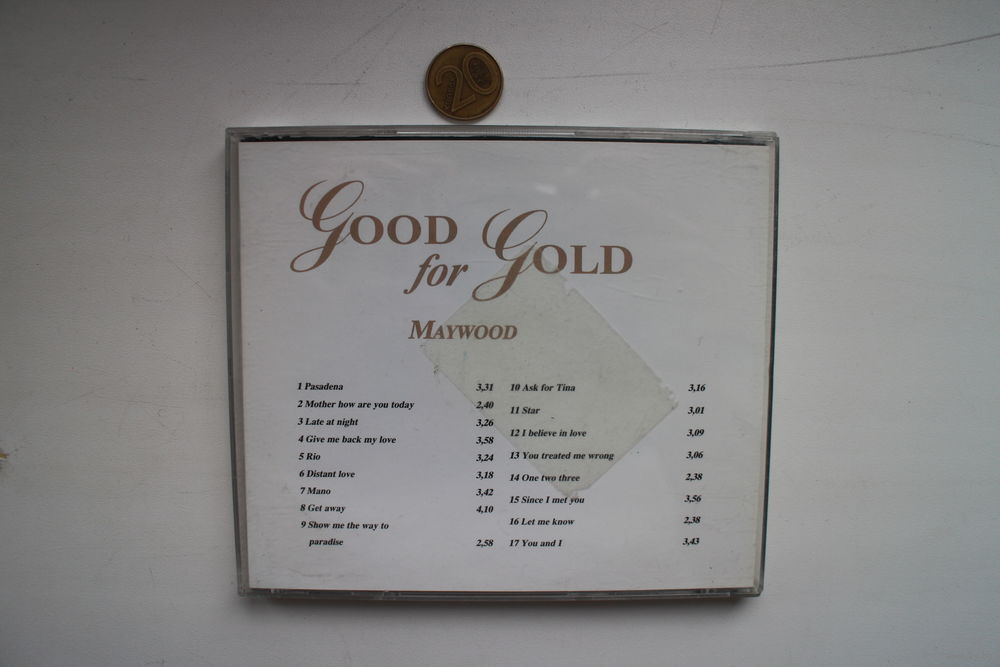 20
GOOD
for GOLD
MAYWOOD
1 Pasadena 3,31
2 Mother how are you today 2,40
3 Late at night 3,26
4 Give me back my love 3,58
5 Rio 3,24
6 Distant love 3,18
7 Mano 3,42
8 Get away 4,10
9 Show me the way to
paradise 2,58
10 Ask for Tina 3,16
11 Star 3,01
12 I believe in love 3,09
13 You treated me wrong 3,06
14 One two three 2,38
15 Since I met you 3,56
16 Let me know 2,38
17 You and I 3,43